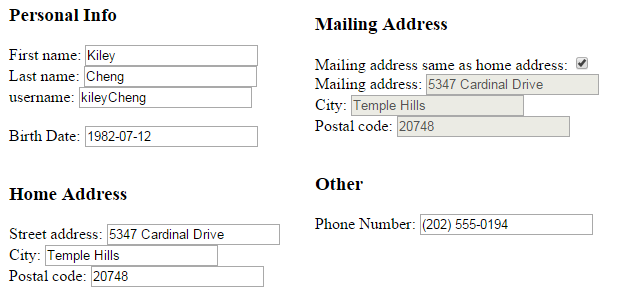 Personal Info
First name: Kiley
Last name: Cheng
username: kileyCheng
Birth Date: 1982-07-12
Home Address
Street address: 5347 Cardinal Drive
City: Temple Hills
Postal code: 20748
Mailing Address
Mailing address same as home address:
Mailing address: 5347 Cardinal Drive
City: Temple Hills
Postal code: 20748
Other
Phone Number: (202) 555-0194